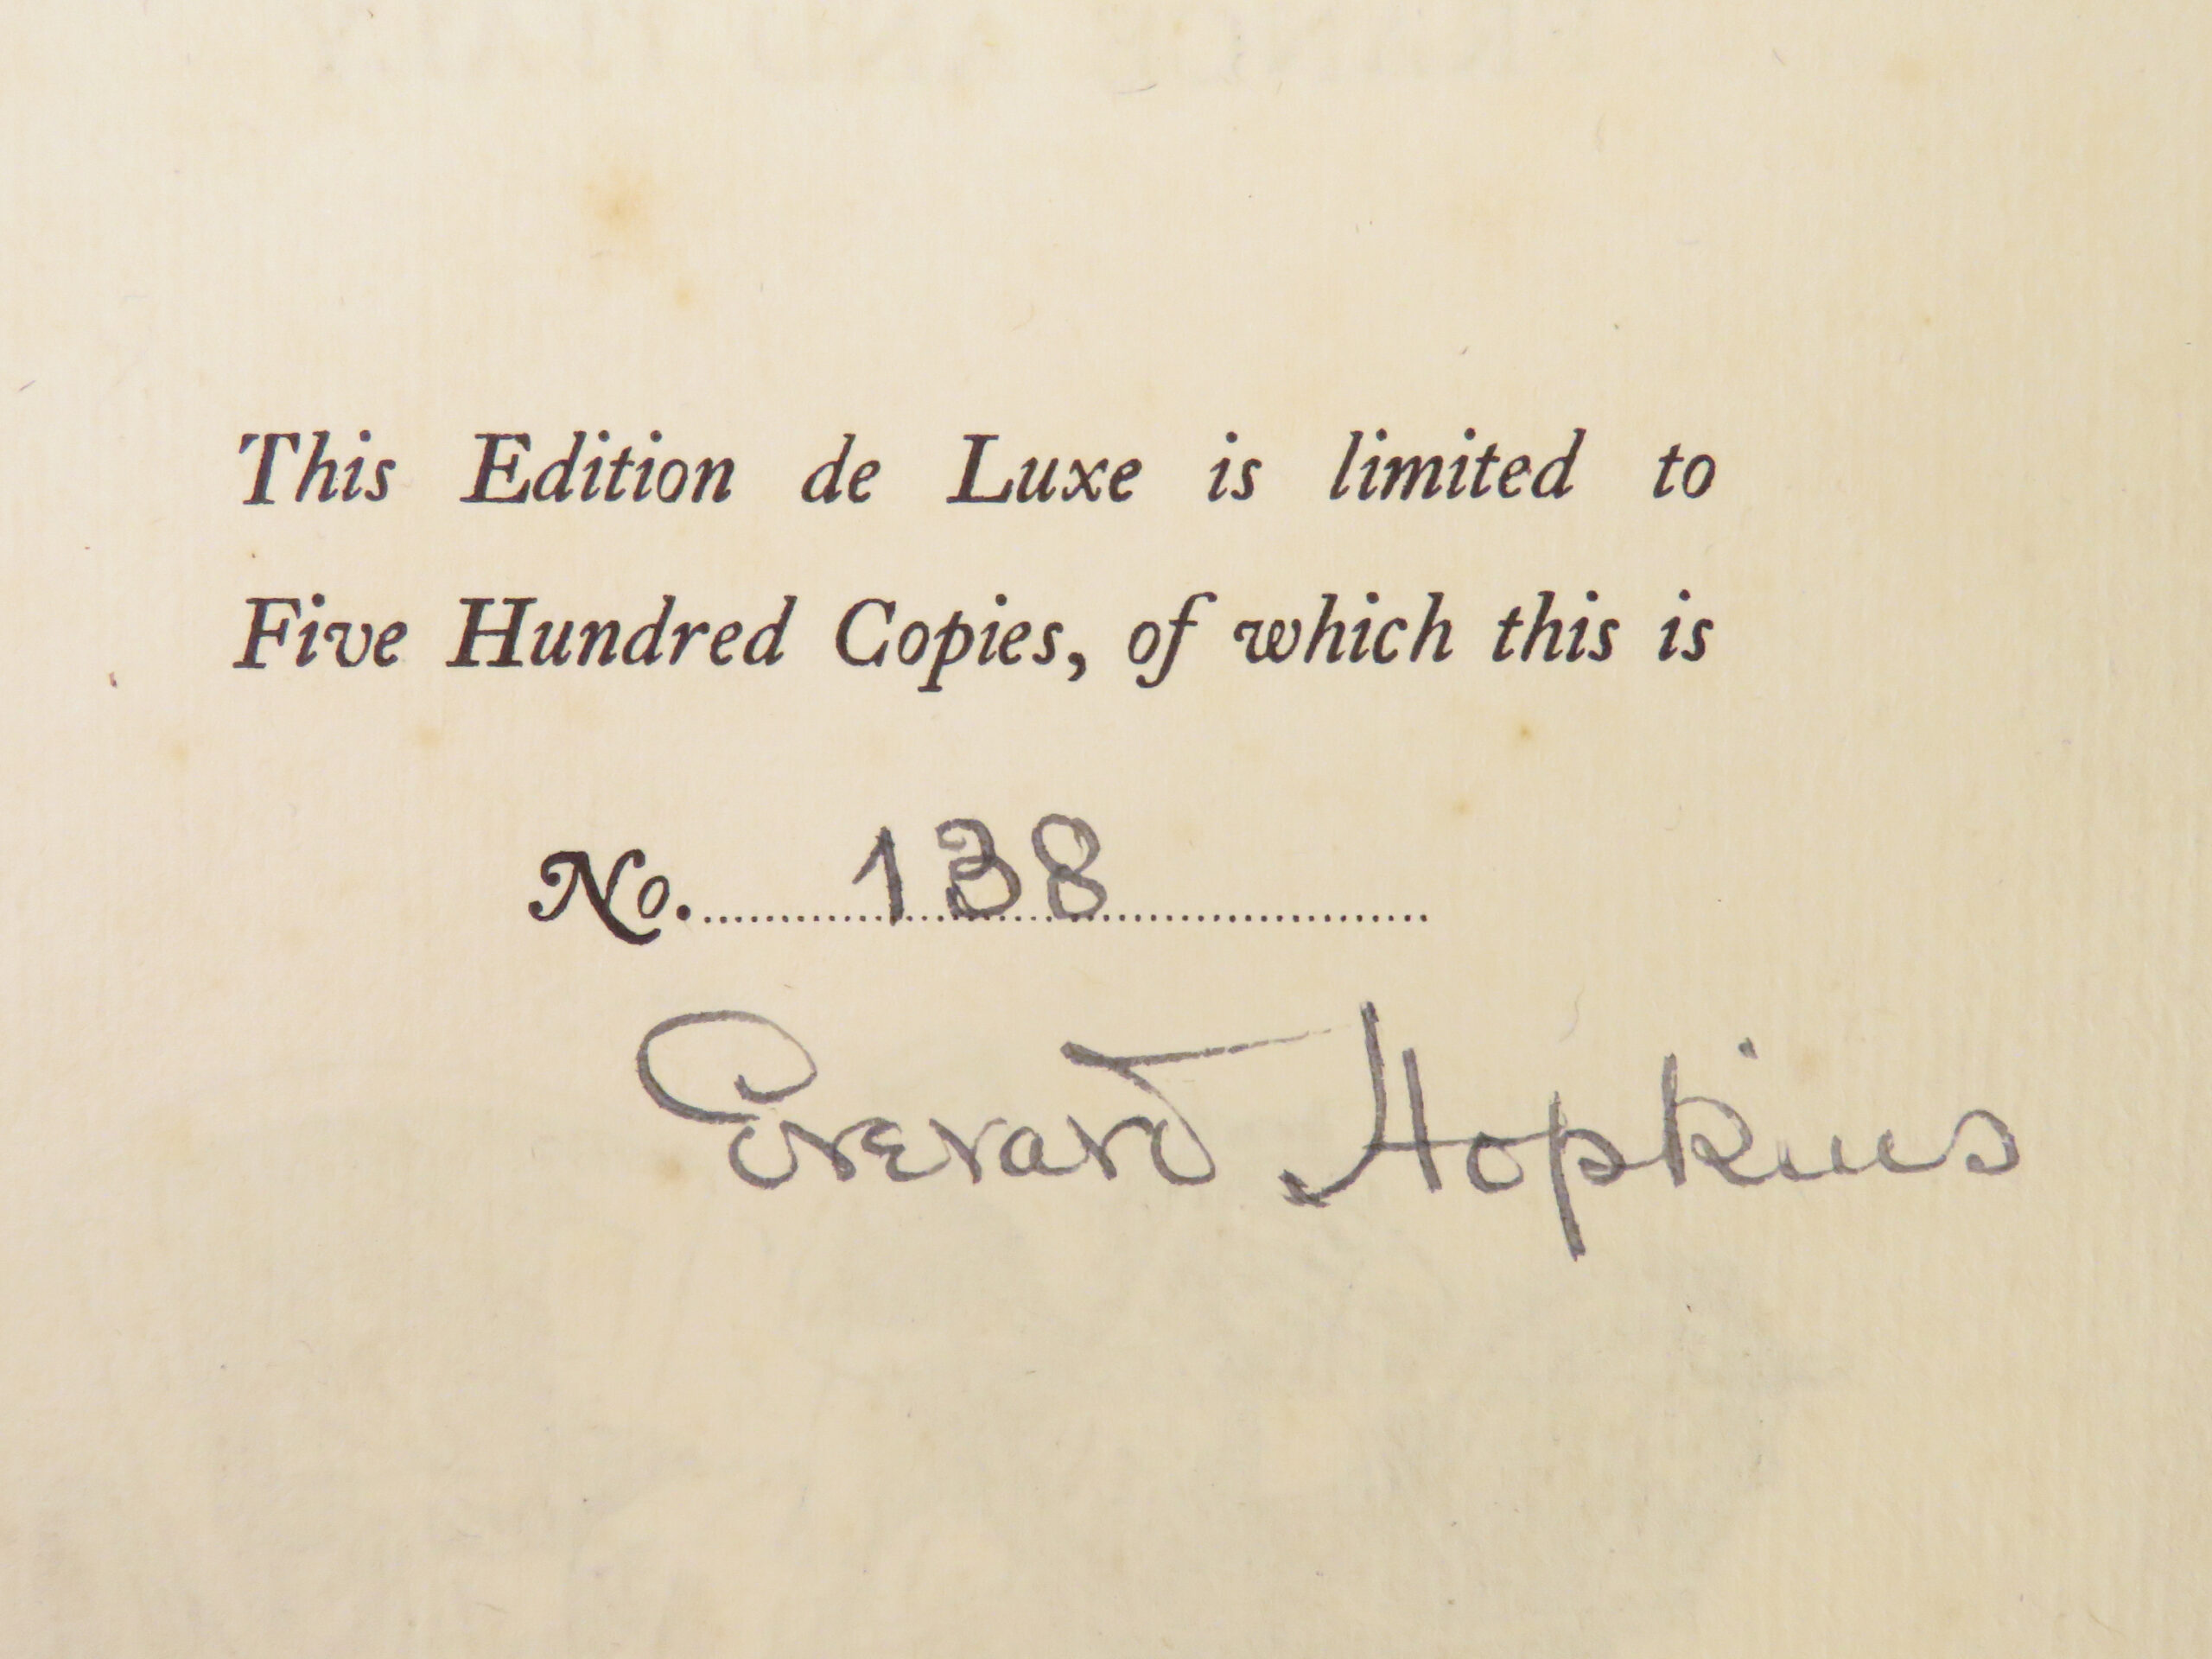 This Edition de Luxe is limited to
Five Hundred Copies, of which this is
No. 138
Everard Hopkins